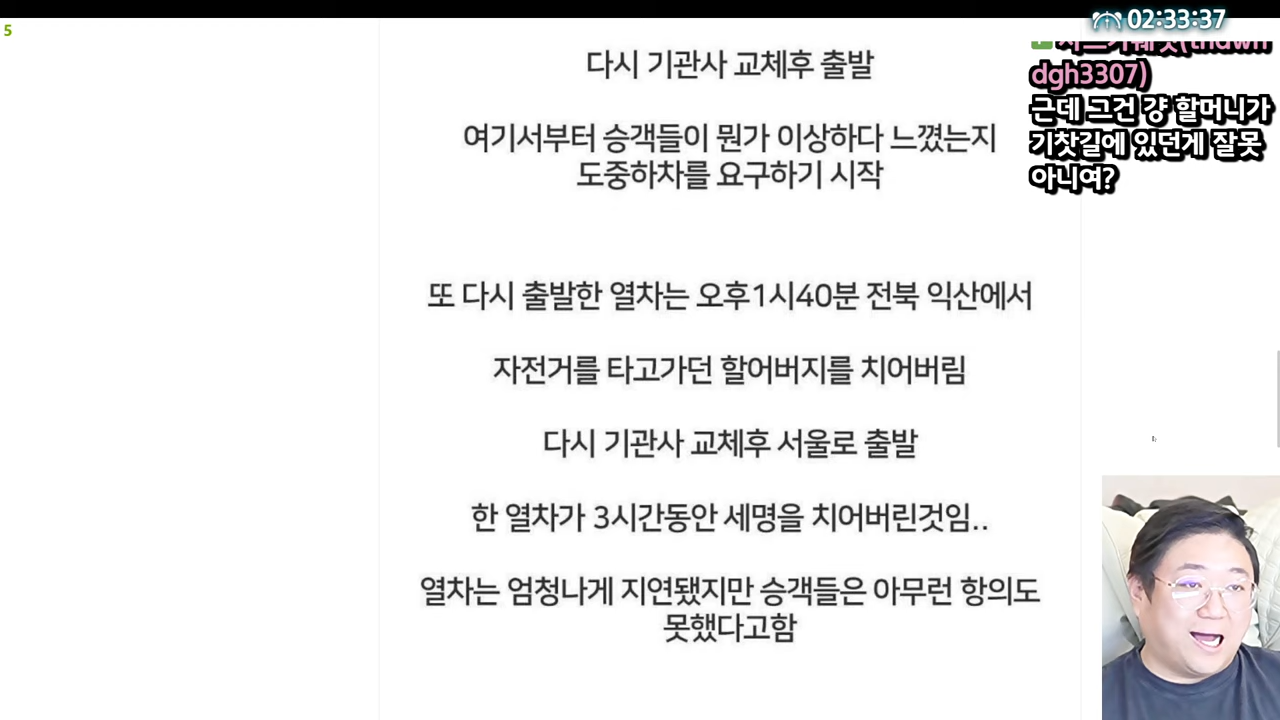 5
02:33:37
다시 기관사 교체후 출발
여기서부터 승객들이 뭔가 이상하다 느꼈는지
도중하차를 요구하기 시작
또 다시 출발한 열차는 오후1시40분 전북 익산에서
자전거를 타고가던 할어버지를 치어버림
다시 기관사 교체후 서울로 출발
한 열차가 3시간동안 세명을 치어버린것임..
열차는 엄청나게 지연됐지만 승객들은 아무런 항의도
못했다고함
dgh3307)
근데 그건 걍 할머니가
기찻길에 있던게 잘못
아니여?